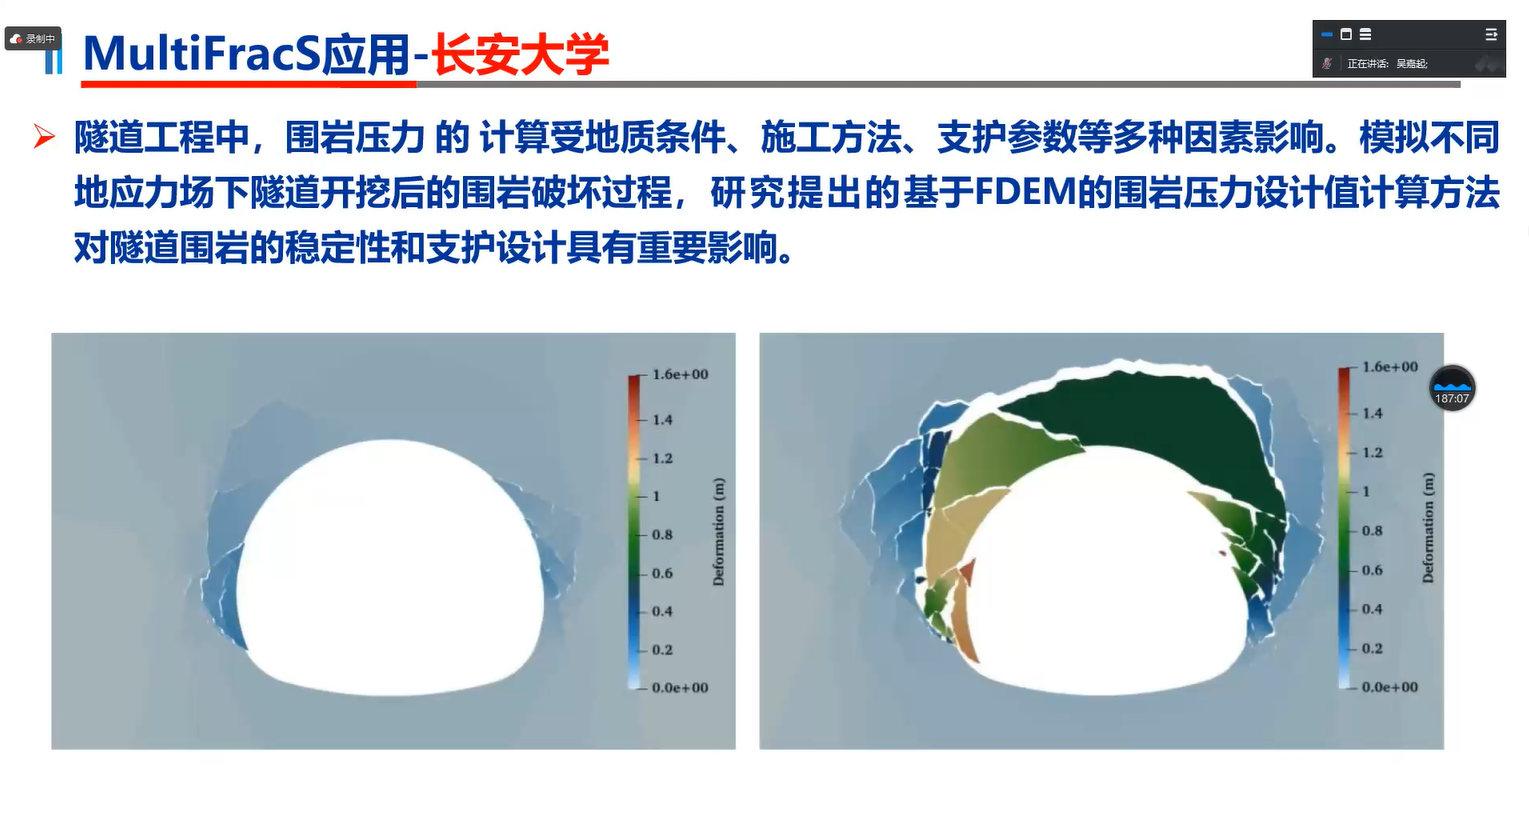 录制中
MultiFracS应用-长安大学
正在讲话: 吴嘉起;
隧道工程中，围岩压力 的 计算受地质条件、施工方法、支护参数等多种因素影响。模拟不同
地应力场下隧道开挖后的围岩破坏过程，研究提出的基于FDEM的围岩压力设计值计算方法
对隧道围岩的稳定性和支护设计具有重要影响。
1.6e+00
1.4
1.2
1
0.8
0.6
0.4
0.2
0.0e+00
Deformation (m)
1.6e+00
1.4
1.2
1
0.8
0.6
0.4
0.2
0.0e+00
Deformation (m)
187:07